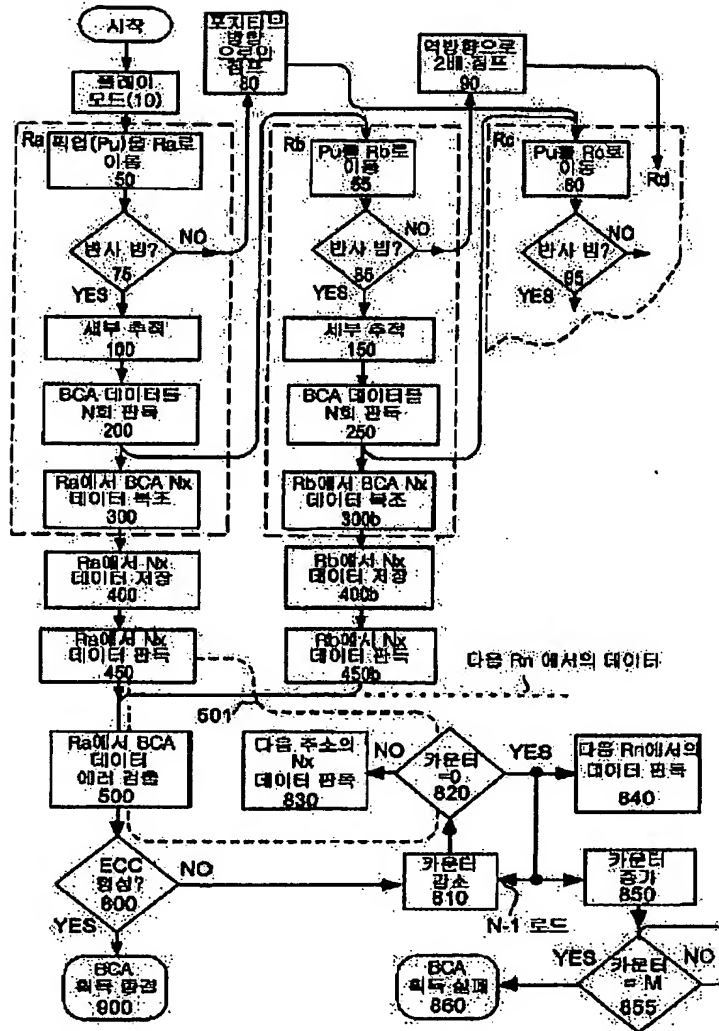 시작
플레이
모드(10)
포지티브
방향
으로의
점프
80
역방향으로
2배 점프
90
Ra
픽업(Pu)을 Ra로
이동
50
Rb
Pu를 Rb로
이동
55
Rc
Pu를 Rc로
이동
60
Rd
반사 빔?
75
NO
YES
반사 빔?
85
NO
YES
반사 빔?
95
NO
YES
세부 추적
100
세부 추적
150
BCA 데이터를
N회 판독
200
BCA 데이터를
N회 판독
250
Ra에서 BCA Nx
데이터 복조
300
Rb에서 BCA Nx
데이터 복조
300b
Ra에서 Nx
데이터 저장
400
Rb에서 Nx
데이터 저장
400b
Ra에서 Nx
데이터 판독
450
Rb에서 Nx
데이터 판독
450b
다음 Rn 에서의 데이터
501
Ra에서 BCA
데이터
에러 검출
500
다음 주소의
Nx
데이터 판독
830
NO
카운터
=0
820
YES
다음 Rn에서의
데이터 판독
840
ECC
형성?
600
NO
YES
카운터
감소
810
N-1 로드
카운터
증가
850
BCA
획득 판정
900
BCA
획득 실패
860
YES
카운터
= M
855
NO